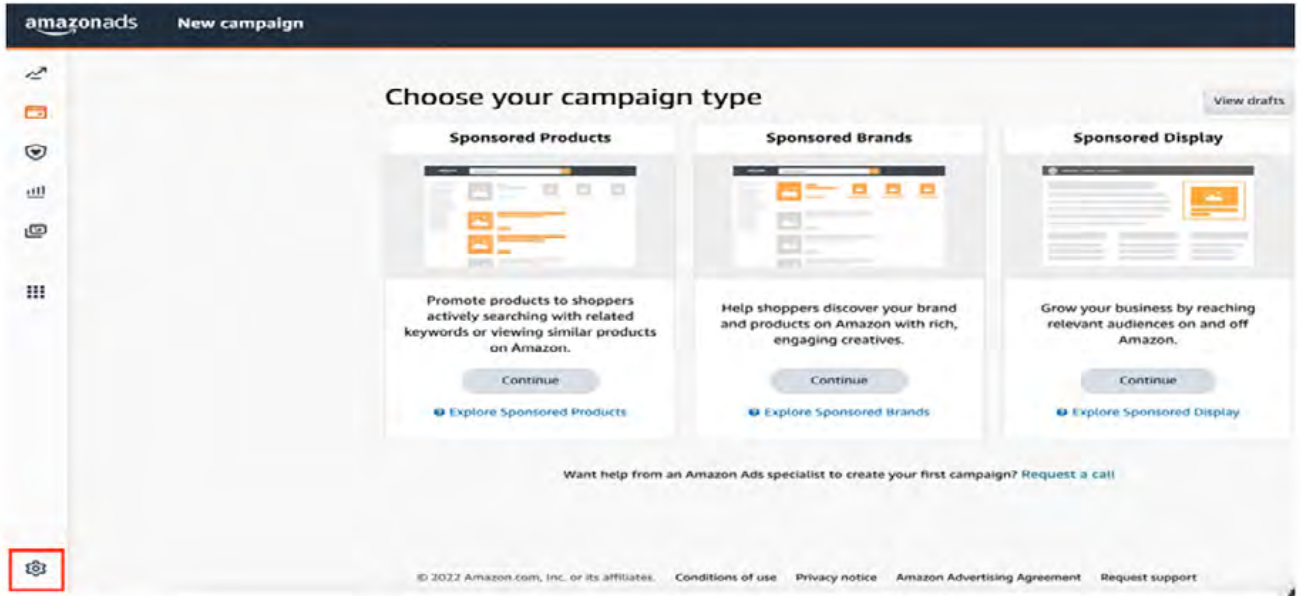 amazonads New campaign
Choose your campaign type
View drafts
Sponsored Products
Promote products to shoppers
actively searching with related
keywords or viewing similar products
on Amazon.
Continue
Explore Sponsored Products
Sponsored Brands
Help shoppers discover your brand
and products on Amazon with rich,
engaging creatives.
Continue
Explore Sponsored Brands
Sponsored Display
Grow your business by reaching
relevant audiences on and off
Amazon.
Continue
Explore Sponsored Display
Want help from an Amazon Ads specialist to create your first campaign? Request a call
© 2022 Amazon.com, Inc. or its affiliates. Conditions of use Privacy notice Amazon Advertising Agreement Request support